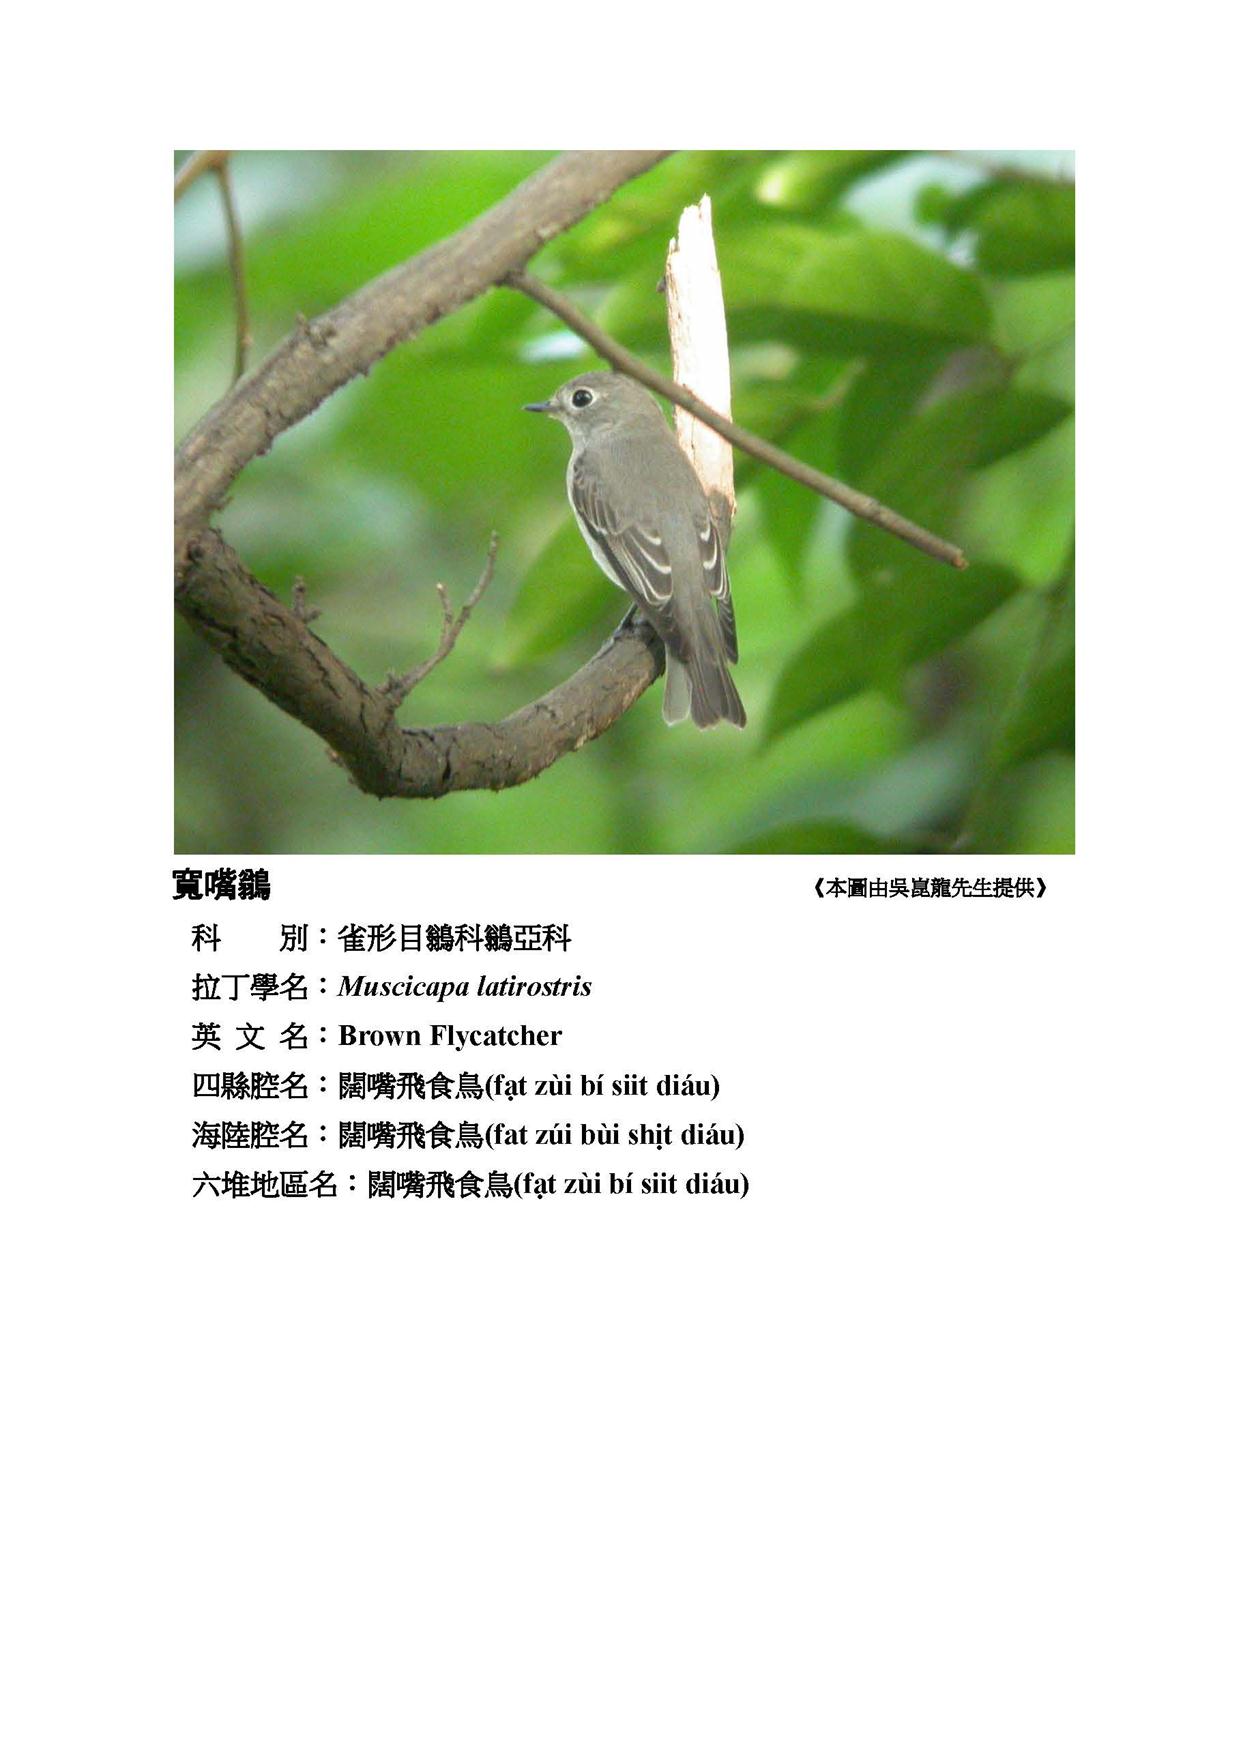 寬嘴鶲
《本圖由吳崑龍先生提供》
科　　別：雀形目鶲科鶲亞科
拉丁學名：Muscicapa latirostris
英 文 名：Brown Flycatcher
四縣腔名：闊嘴飛食鳥(fa̠t zùi bí siit diáu)
海陸腔名：闊嘴飛食鳥(fat zúi bùi shi̠t diáu)
六堆地區名：闊嘴飛食鳥(fa̠t zùi bí siit diáu)